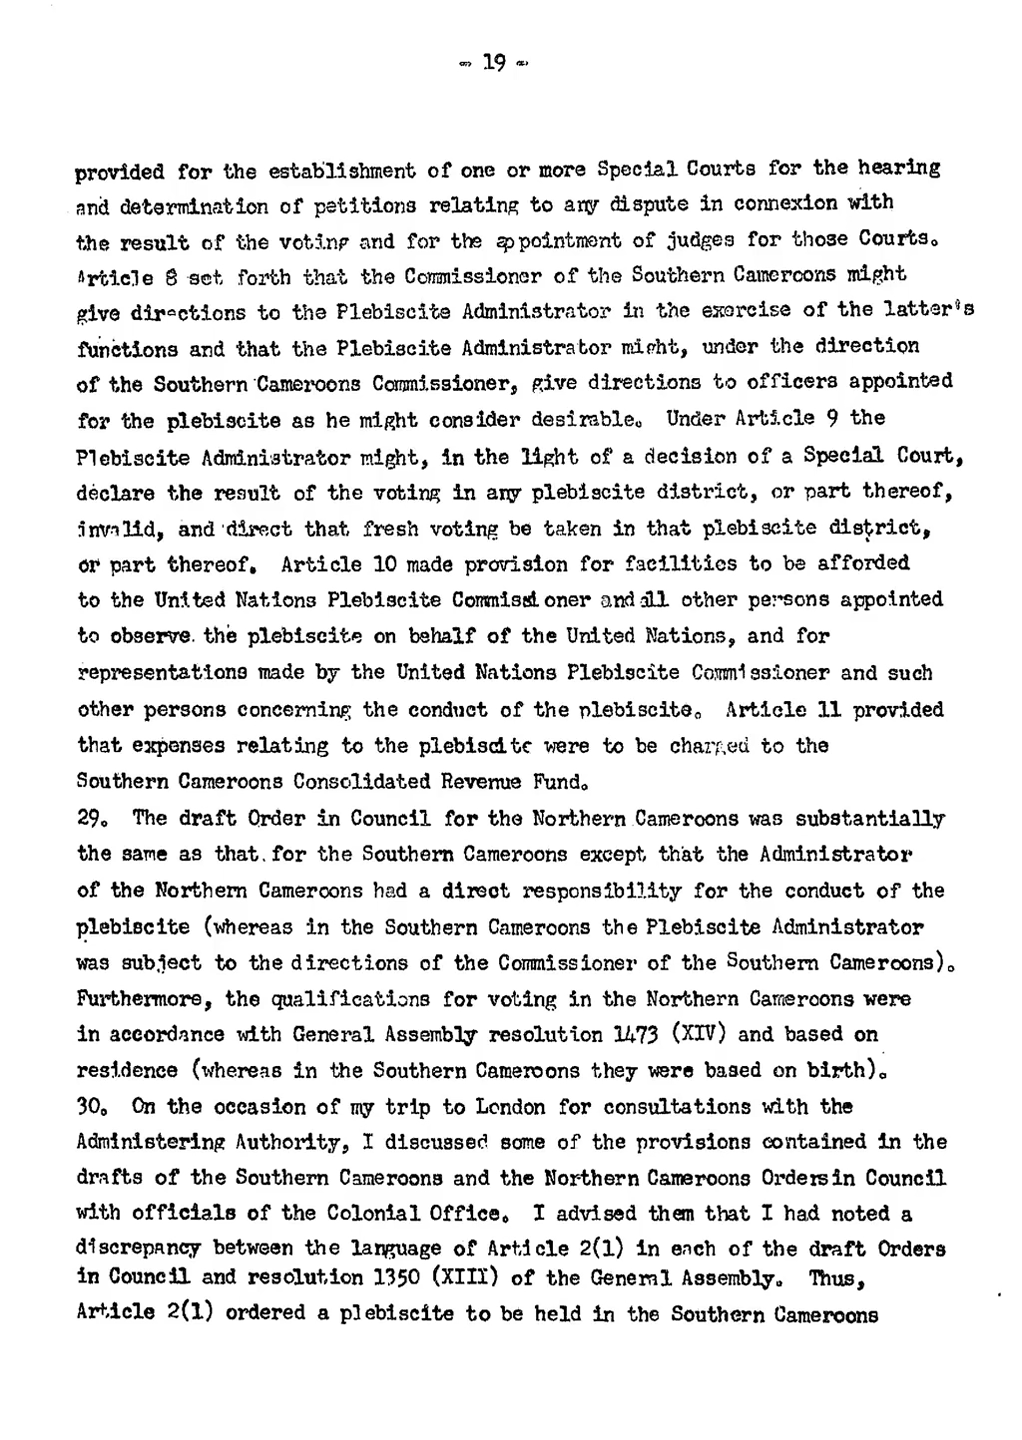 - 19 -
provided for the establishment of one or more Special Courts for the hearing
and determination of petitions relating to any dispute in connexion with
the result of the voting and for the appointment of judges for those Courts.
Article 8 set forth that the Commissioner of the Southern Cameroons might
give directions to the Plebiscite Administrator in the exercise of the latter's
functions and that the Plebiscite Administrator might, under the direction
of the Southern Cameroons Commissioner, give directions to officers appointed
for the plebiscite as he might consider desirable. Under Article 9 the
Plebiscite Administrator might, in the light of a decision of a Special Court,
declare the result of the voting in any plebiscite district, or part thereof,
invalid, and direct that fresh voting be taken in that plebiscite district,
or part thereof. Article 10 made provision for facilities to be afforded
to the United Nations Plebiscite Commissioner and all other persons appointed
to observe the plebiscite on behalf of the United Nations, and for
representations made by the United Nations Plebiscite Commissioner and such
other persons concerning the conduct of the plebiscite. Article 11 provided
that expenses relating to the plebiscite were to be charged to the
Southern Cameroons Consolidated Revenue Fund.
29. The draft Order in Council for the Northern Cameroons was substantially
the same as that for the Southern Cameroons except that the Administrator
of the Northern Cameroons had a direct responsibility for the conduct of the
plebiscite (whereas in the Southern Cameroons the Plebiscite Administrator
was subject to the directions of the Commissioner of the Southern Cameroons).
Furthermore, the qualifications for voting in the Northern Cameroons were
in accordance with General Assembly resolution 1473 (XIV) and based on
residence (whereas in the Southern Cameroons they were based on birth).
30. On the occasion of my trip to London for consultations with the
Administering Authority, I discussed some of the provisions contained in the
drafts of the Southern Cameroons and the Northern Cameroons Orders in Council
with officials of the Colonial Office. I advised them that I had noted a
discrepancy between the language of Article 2(1) in each of the draft Orders
in Council and resolution 1350 (XIII) of the General Assembly. Thus,
Article 2(1) ordered a plebiscite to be held in the Southern Cameroons